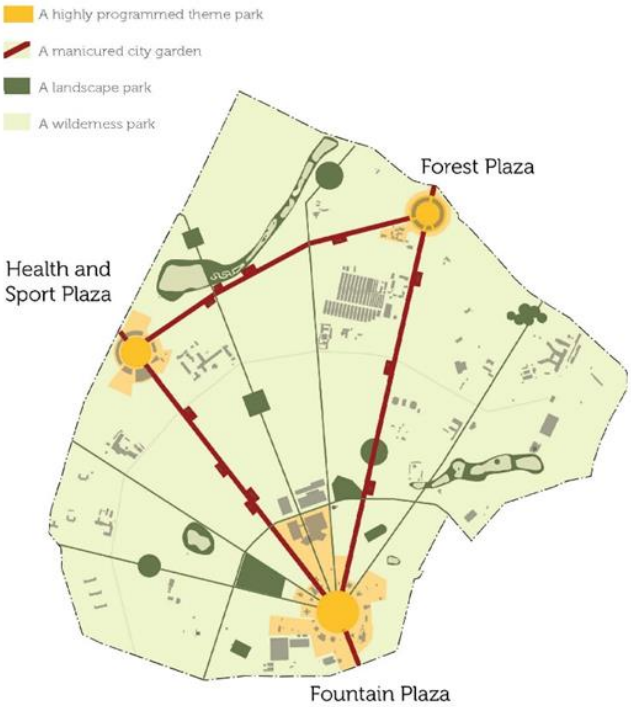 A highly programmed theme park
A manicured city garden
A landscape park
A wilderness park
Forest Plaza
Health and
Sport Plaza
Fountain Plaza